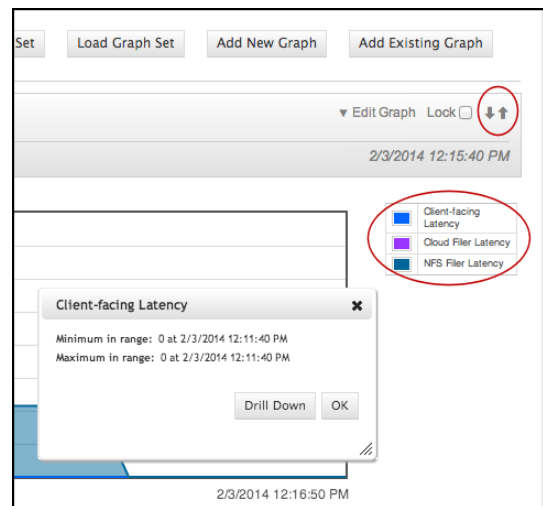 Set Load Graph Set Add New Graph Add Existing Graph
▼ Edit Graph Lock
2/3/2014 12:15:40 PM
Client-facing
Latency
Cloud Filer Latency
NFS Filer Latency
Client-facing Latency
Minimum in range: 0 at 2/3/2014 12:11:40 PM
Maximum in range: 0 at 2/3/2014 12:11:40 PM
Drill Down OK
2/3/2014 12:16:50 PM